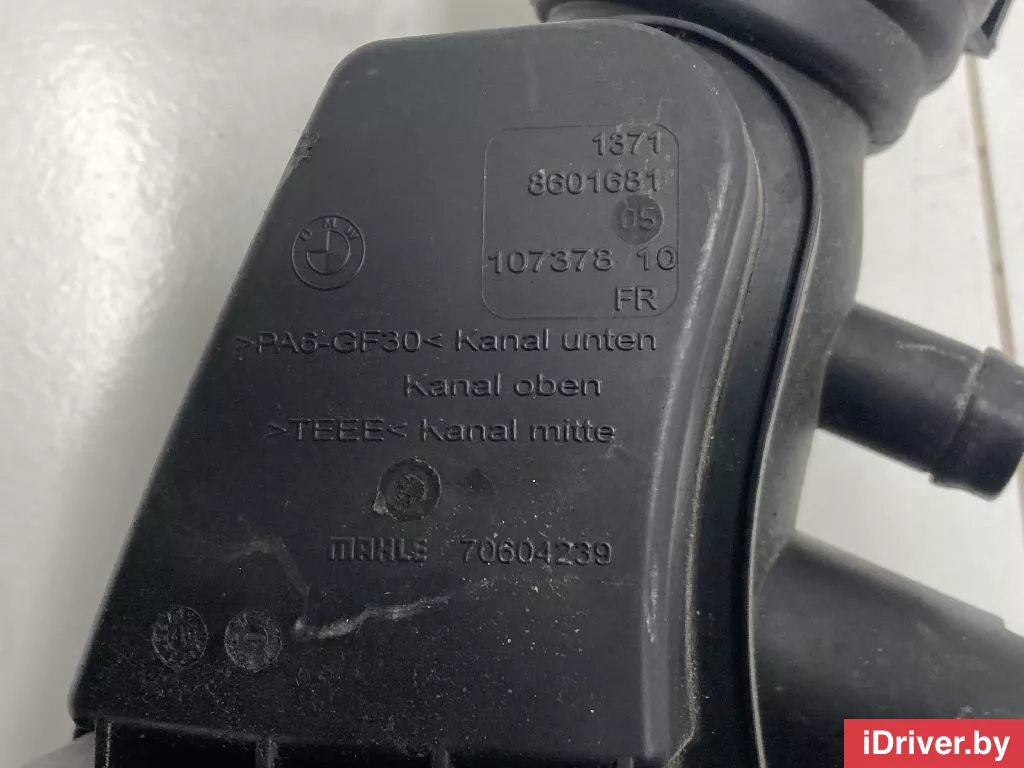 1371
8601681
05
BMW
107378 10
FR
>PA6-GF30< Kanal unten
Kanal oben
>TEEE< Kanal mitte
MAHLE 70604239
iDriver.by